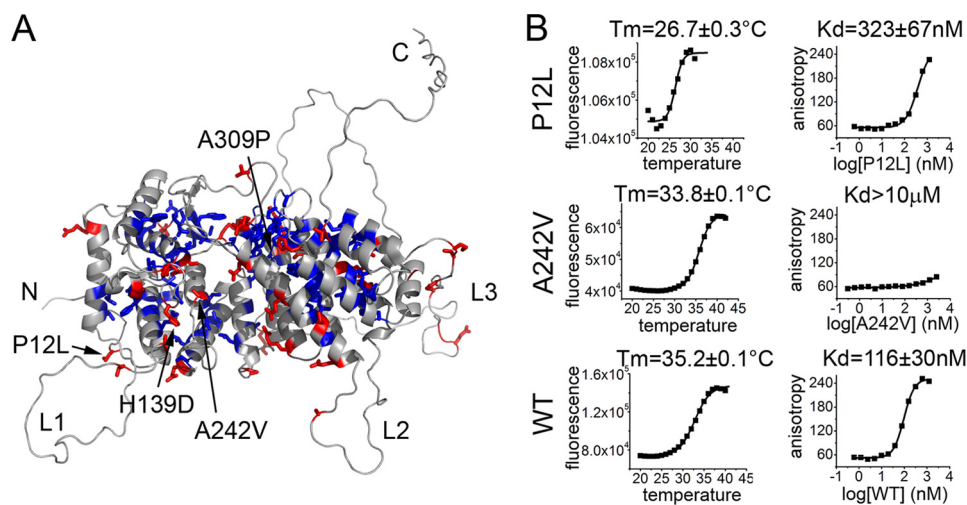 A
C
A309P
N
L3
P12L
L1
H139D
A242V
L2
B
Tm=26.7±0.3°C
Kd=323±67nM
P12L
fluorescence
1.08x10⁵
1.06x10⁵
1.04x10⁵
15 20 25 30 35 40
temperature
anisotropy
240
180
120
60
-1 0 1 2 3 4
log[P12L] (nM)
Tm=33.8±0.1°C
Kd>10µM
A242V
fluorescence
6x10⁴
5x10⁴
4x10⁴
20 25 30 35 40 45
temperature
anisotropy
240
180
120
60
-1 0 1 2 3 4
log[A242V] (nM)
Tm=35.2±0.1°C
Kd=116±30nM
WT
fluorescence
1.6x10⁵
1.2x10⁵
8.0x10⁴
20 25 30 35 40 45
temperature
anisotropy
240
180
120
60
-1 0 1 2 3 4
log[WT] (nM)